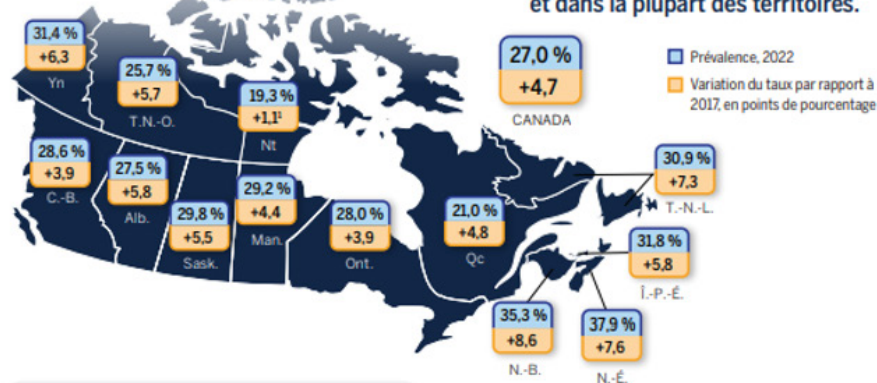 et dans la plupart des territoires.
31,4 %
+6,3
Yn
25,7 %
+5,7
T.N.-O.
19,3 %
+1,1¹
Nt
27,0 %
+4,7
CANADA
Prévalence, 2022
Variation du taux par rapport à
2017, en points de pourcentage
28,6 %
+3,9
C.-B.
27,5 %
+5,8
Alb.
29,8 %
+5,5
Sask.
29,2 %
+4,4
Man.
28,0 %
+3,9
Ont.
21,0 %
+4,8
Qc
30,9 %
+7,3
T.-N.-L.
31,8 %
+5,8
Î.-P.-É.
35,3 %
+8,6
N.-B.
37,9 %
+7,6
N.-É.